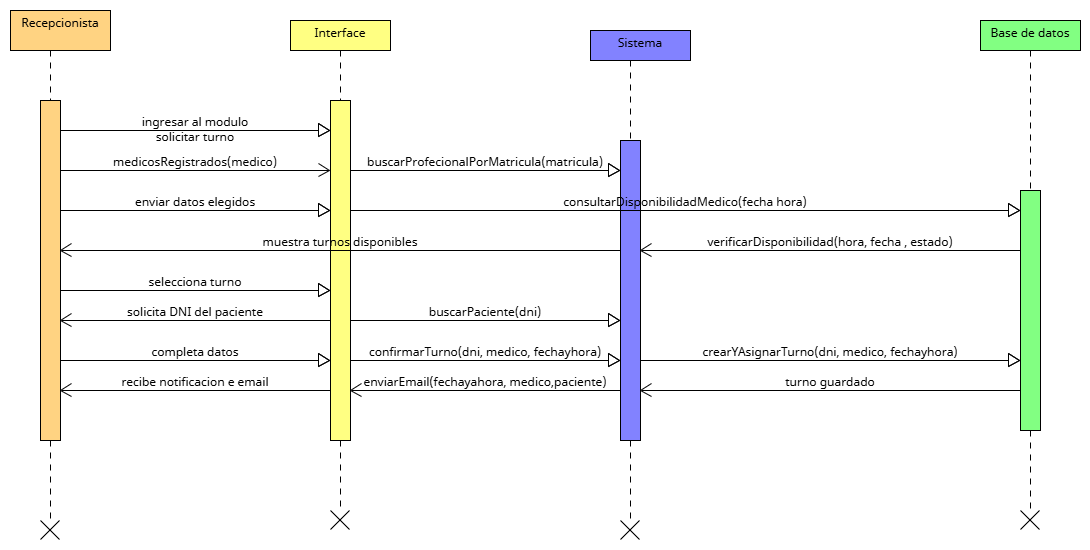 Recepcionista
Interface
Sistema
Base de datos
ingresar al modulo
solicitar turno
medicosRegistrados(medico)
buscarProfecionalPorMatricula(matricula)
enviar datos elegidos
consultarDisponibilidadMedico(fecha hora)
muestra turnos disponibles
verificarDisponibilidad(hora, fecha , estado)
selecciona turno
solicita DNI del paciente
buscarPaciente(dni)
completa datos
confirmarTurno(dni, medico, fechayhora)
crearYAsignarTurno(dni, medico, fechayhora)
recibe notificacion e email
enviarEmail(fechayahora, medico,paciente)
turno guardado